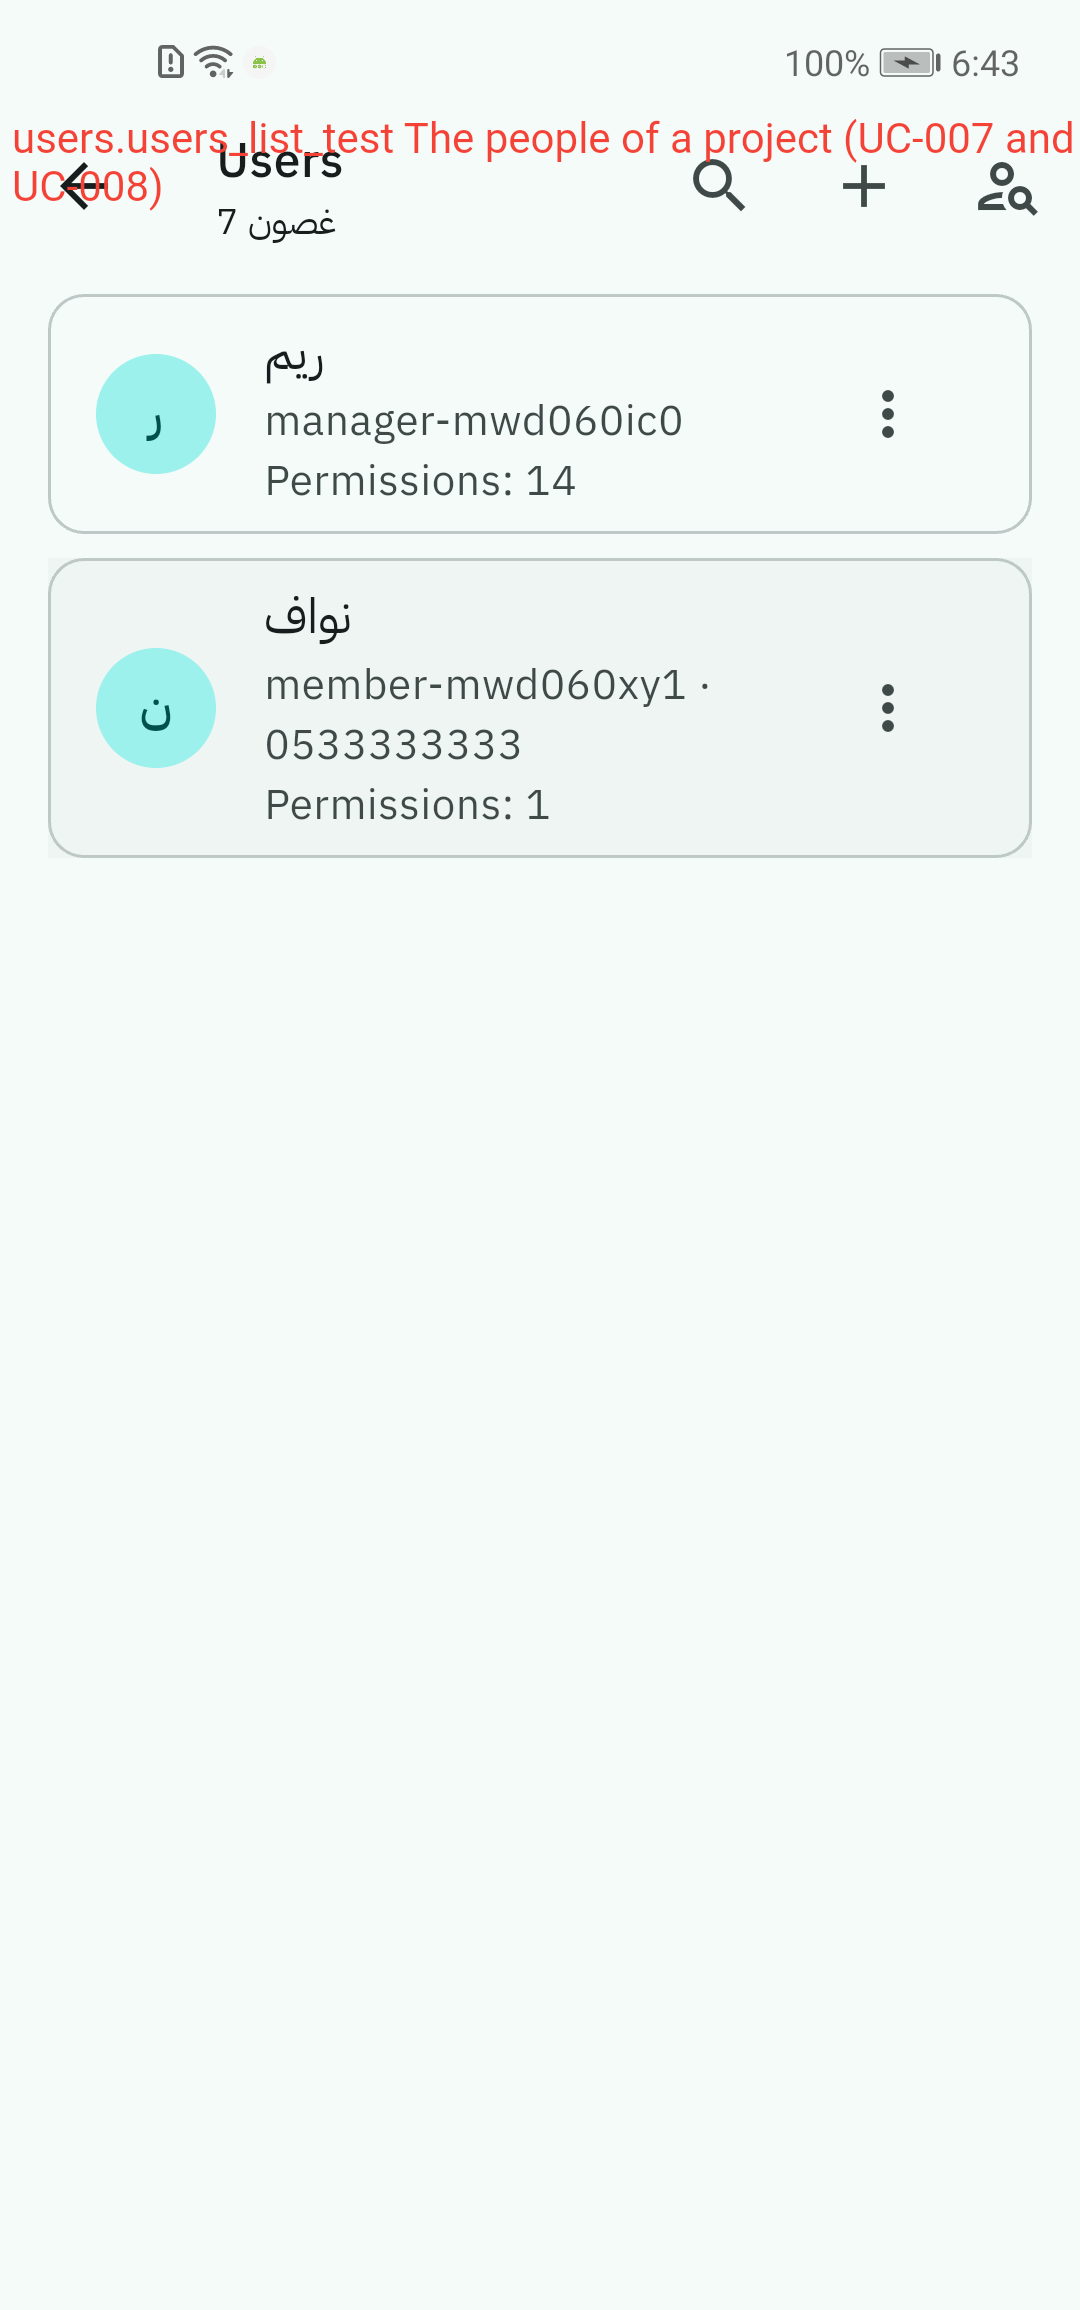 100% 6:43
users.users_list_test The people of a project (UC-007 and
UC-008)
Users
غصون 7
ر
ريم
manager-mwd060ic0
Permissions: 14
ن
نواف
member-mwd060xy1 ·
0533333333
Permissions: 1